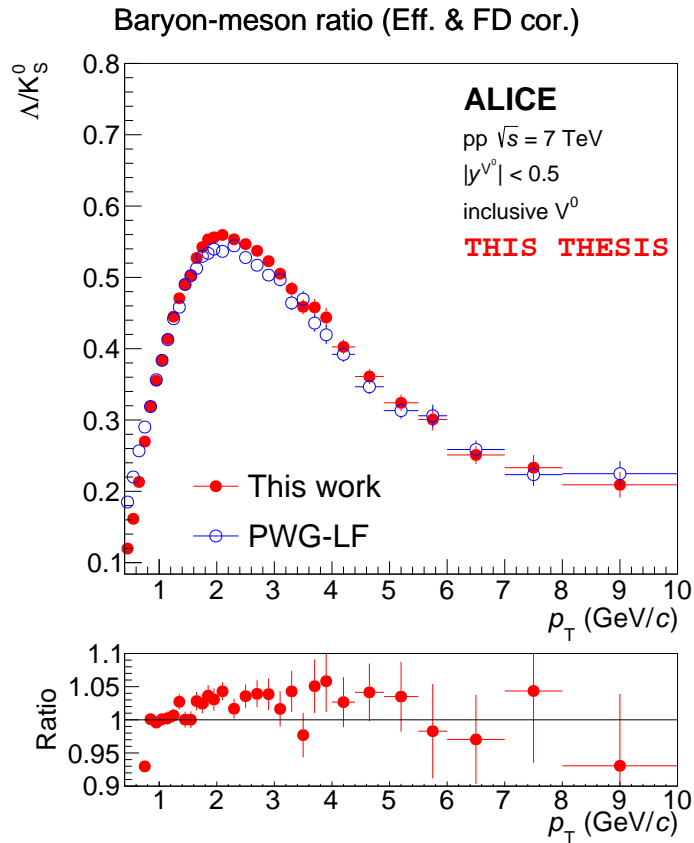 Baryon-meson ratio (Eff. & FD cor.)
Λ/K⁰_S
0.8
0.7
0.6
0.5
0.4
0.3
0.2
0.1
ALICE
pp √s = 7 TeV
|y^V⁰| < 0.5
inclusive V⁰
THIS THESIS
This work
PWG-LF
1 2 3 4 5 6 7 8 9 10
p_T (GeV/c)
Ratio
1.1
1.05
1
0.95
0.9
1 2 3 4 5 6 7 8 9 10
p_T (GeV/c)